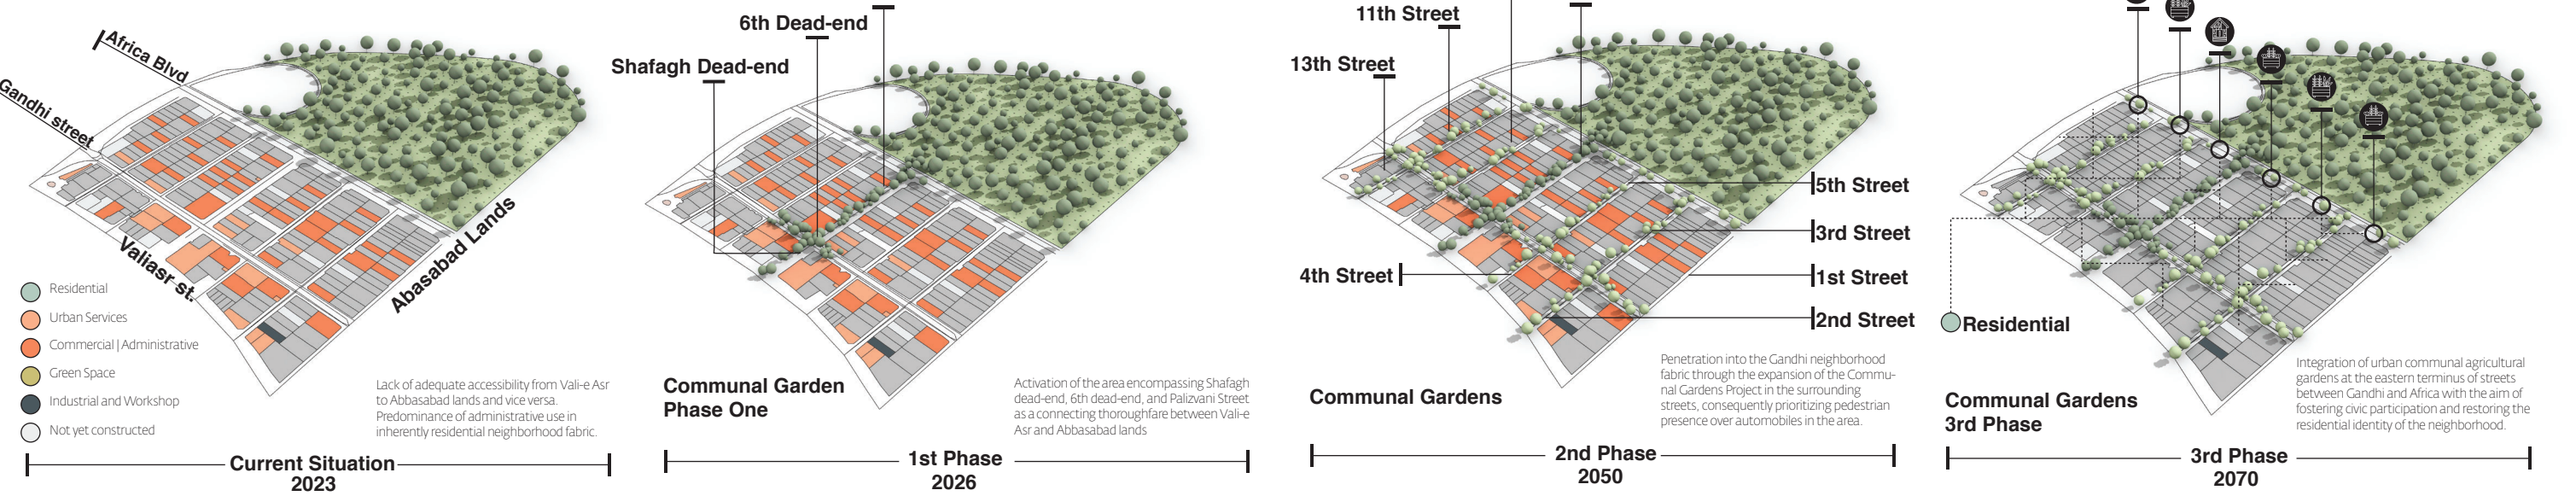 Africa Blvd
Gandhi street
Valiasr st.
Abasabad Lands
Residential
Urban Services
Commercial | Administrative
Green Space
Industrial and Workshop
Not yet constructed
Lack of adequate accessibility from Vali-e Asr
to Abbasabad lands and vice versa.
Predominance of administrative use in
inherently residential neighborhood fabric.
Current Situation
2023
6th Dead-end
Shafagh Dead-end
Communal Garden
Phase One
Activation of the area encompassing Shafagh
dead-end, 6th dead-end, and Palizvani Street
as a connecting thoroughfare between Vali-e
Asr and Abbasabad lands
1st Phase
2026
11th Street
13th Street
5th Street
3rd Street
4th Street
1st Street
2nd Street
Communal Gardens
Penetration into the Gandhi neighborhood
fabric through the expansion of the Commu-
nal Gardens Project in the surrounding
streets, consequently prioritizing pedestrian
presence over automobiles in the area.
2nd Phase
2050
Residential
Communal Gardens
3rd Phase
Integration of urban communal agricultural
gardens at the eastern terminus of streets
between Gandhi and Africa with the aim of
fostering civic participation and restoring the
residential identity of the neighborhood.
3rd Phase
2070